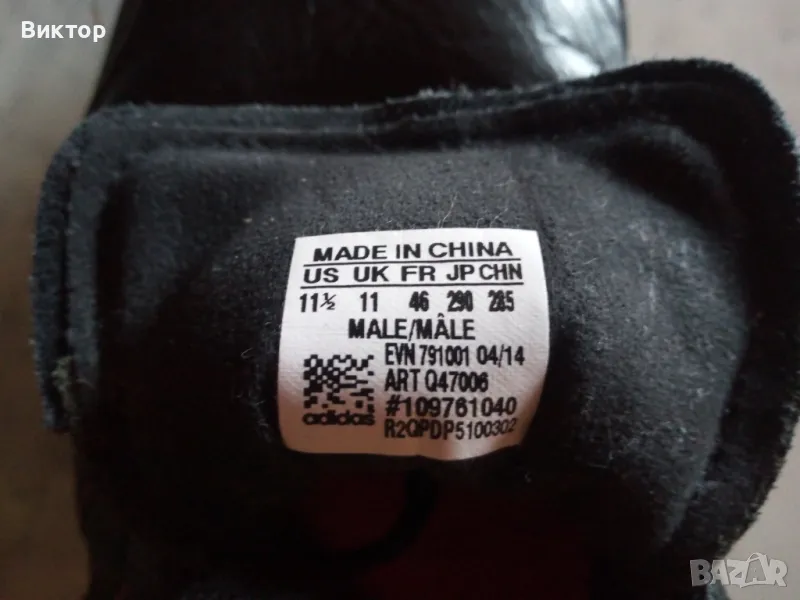 Виктор
MADE IN CHINA
US UK FR JP CHN
11½ 11 46 290 285
MALE/MÂLE
EVN 791001 04/14
ART Q47006
#109761040
adidas R2QPDP5100302
BAZAR